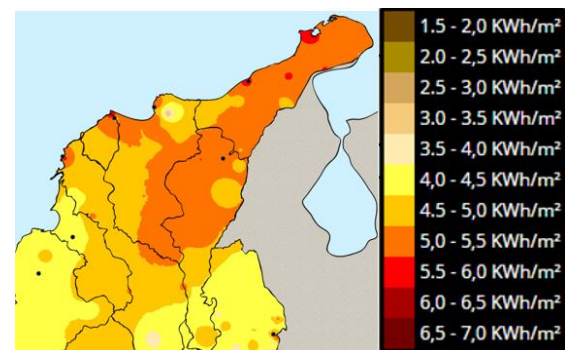 1.5 - 2,0 KWh/m²
2.0 - 2,5 KWh/m²
2.5 - 3,0 KWh/m²
3.0 - 3.5 KWh/m²
3.5 - 4,0 KWh/m²
4,0 - 4,5 KWh/m²
4.5 - 5,0 KWh/m²
5,0 - 5,5 KWh/m²
5.5 - 6,0 KWh/m²
6,0 - 6,5 KWh/m²
6,5 - 7,0 KWh/m²